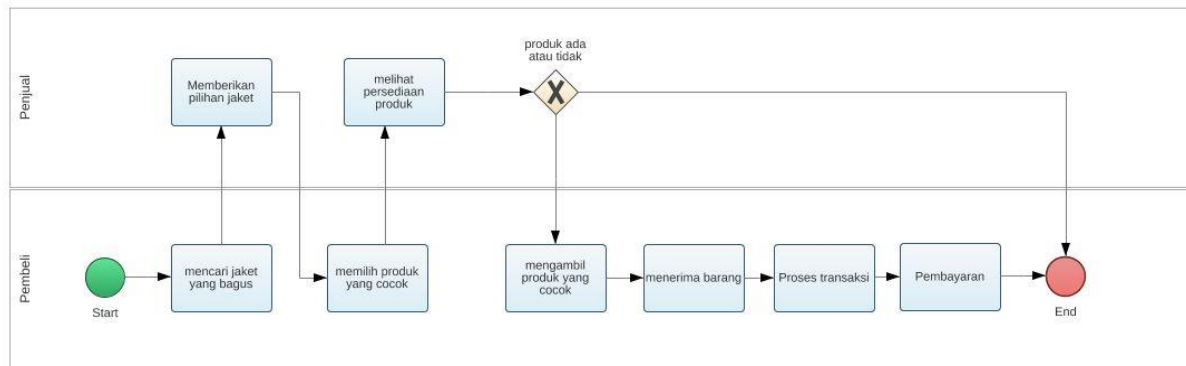 Penjual
Memberikan
pilihan jaket
melihat
persediaan
produk
produk ada
atau tidak
Pembeli
Start
mencari jaket
yang bagus
memilih produk
yang cocok
mengambil
produk yang
cocok
menerima barang
Proses transaksi
Pembayaran
End